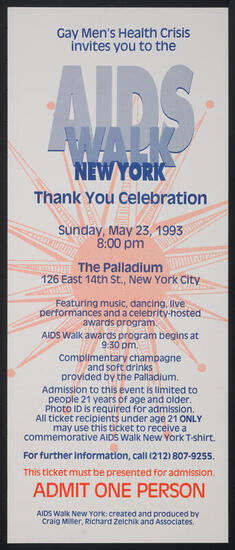 Gay Men's Health Crisis
invites you to the
AIDS
WALK
NEW YORK
Thank You Celebration
Sunday, May 23, 1993
8:00 pm
The Palladium
126 East 14th St., New York City
Featuring music, dancing, live
performances and a celebrity-hosted
awards program.
AIDS Walk awards program begins at
9:30 pm.
Complimentary champagne
and soft drinks
provided by the Palladium.
Admission to this event is limited to
people 21 years of age and older.
Photo ID is required for admission.
All ticket recipients under age 21 ONLY
may use this ticket to receive a
commemorative AIDS Walk New York T-shirt.
For further information, call (212) 807-9255.
This ticket must be presented for admission.
ADMIT ONE PERSON
AIDS Walk New York: created and produced by
Craig Miller, Richard Zeichik and Associates.